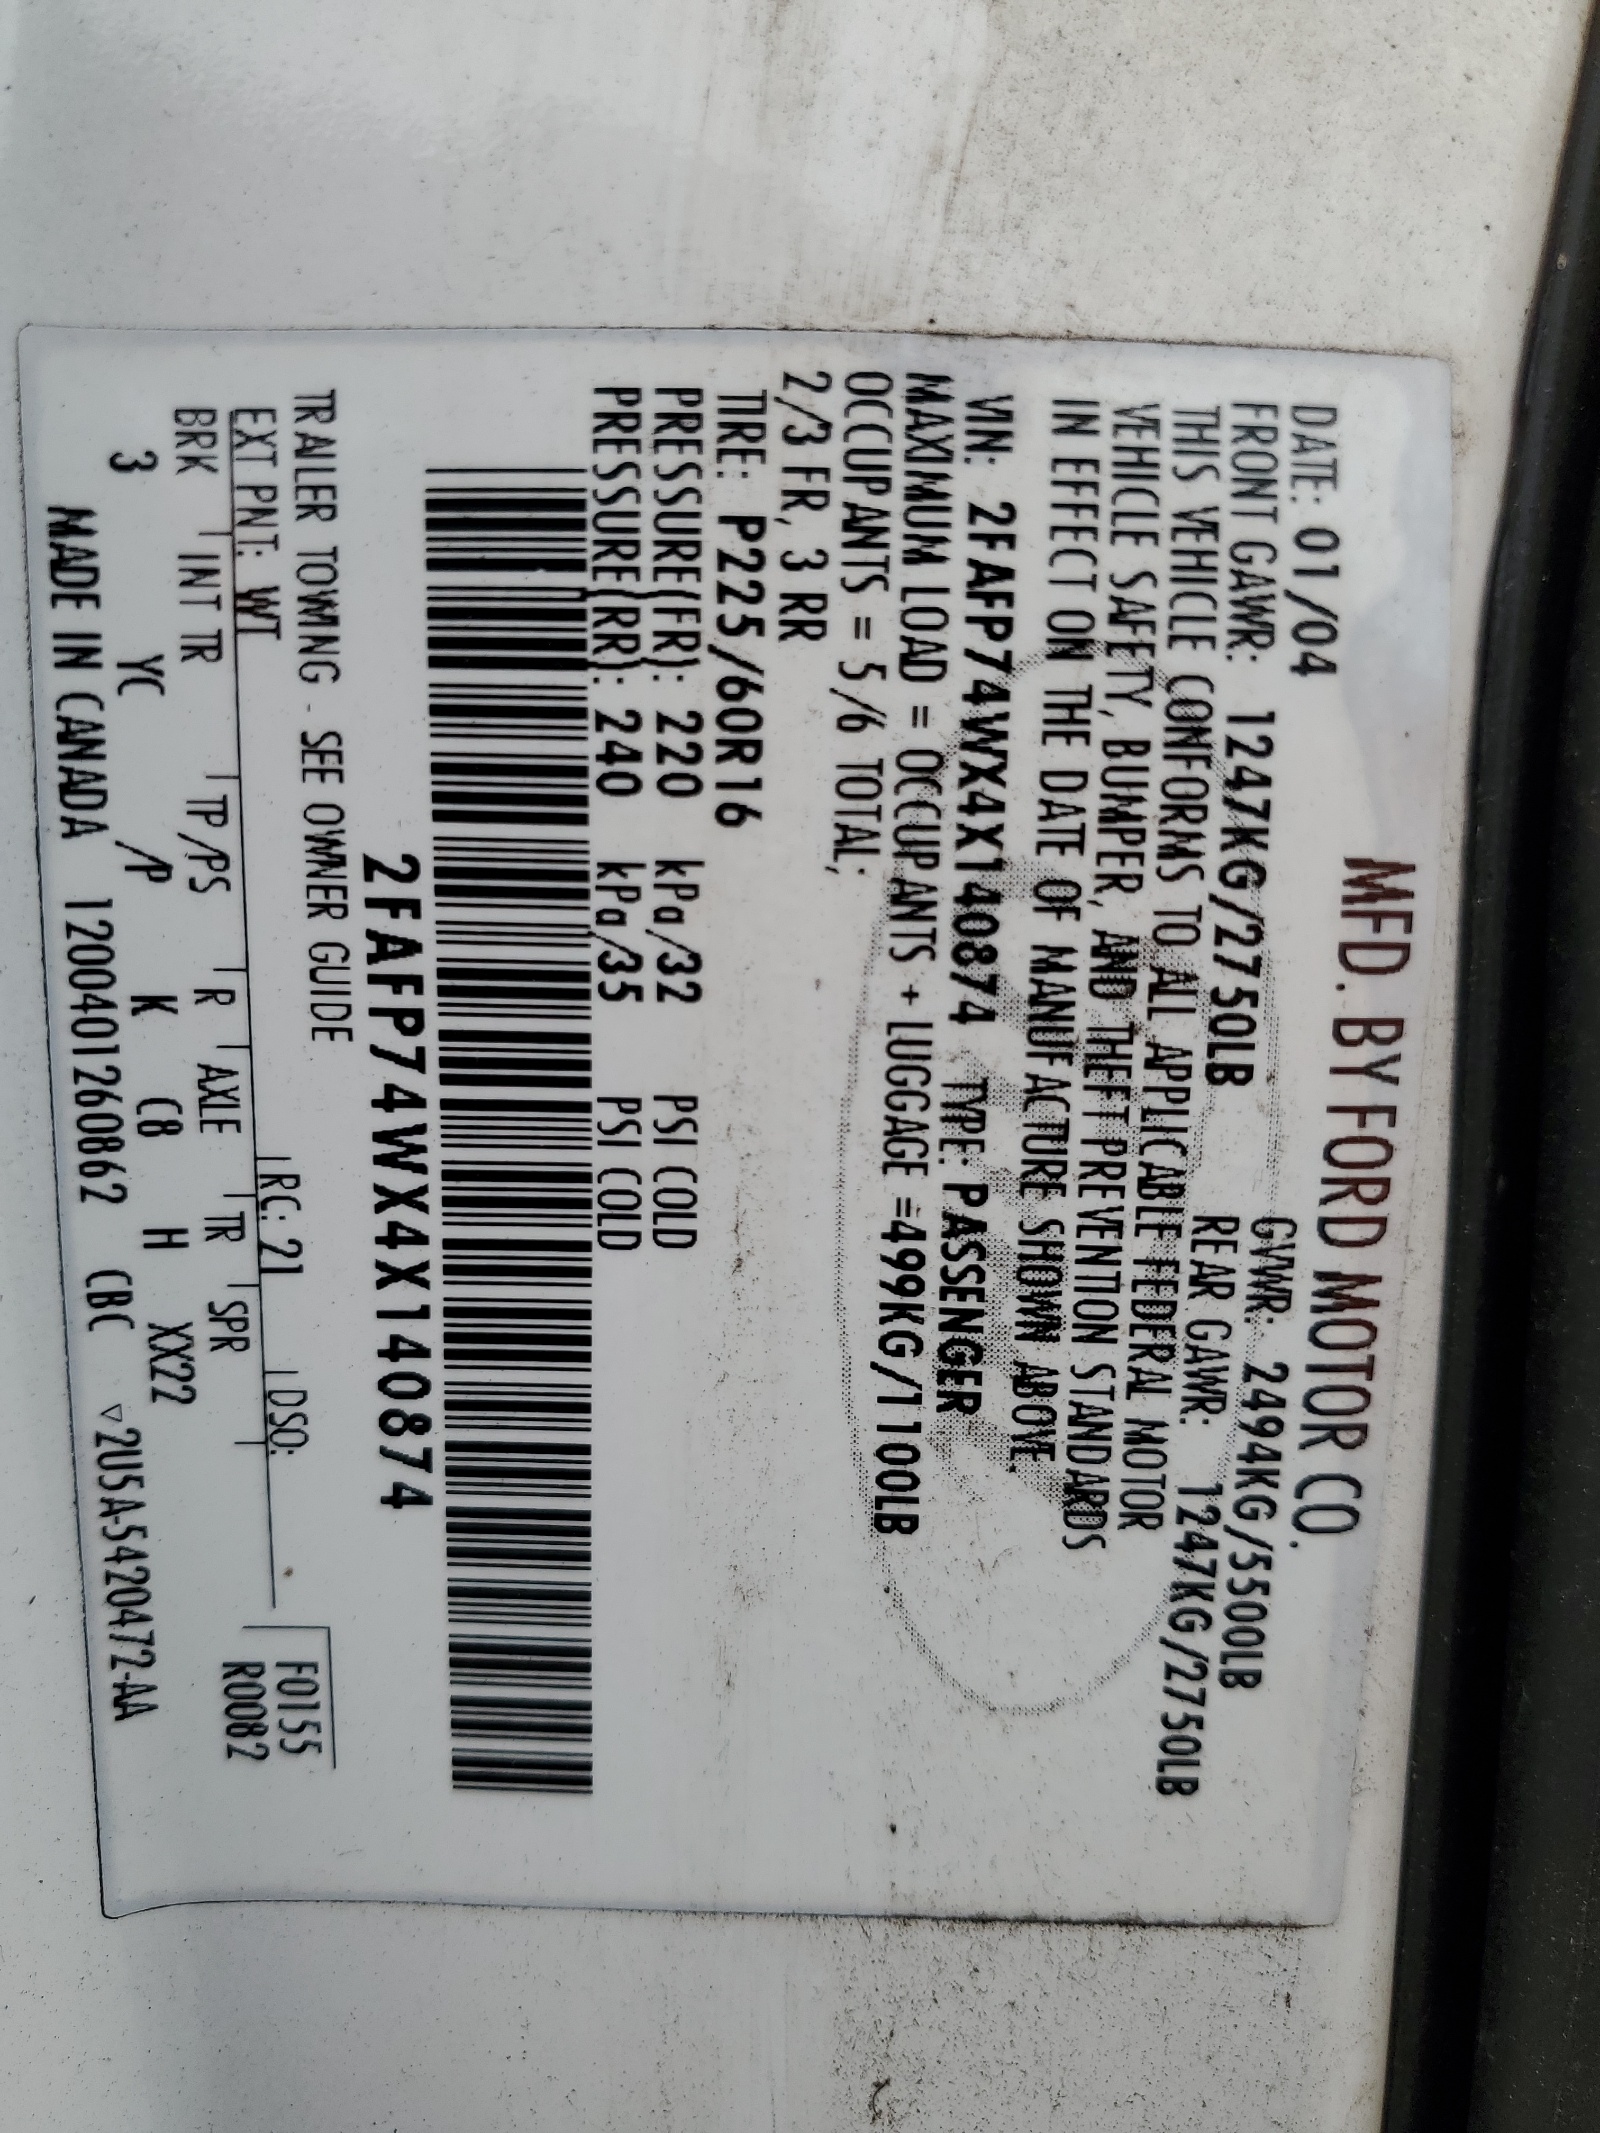 MFD. BY FORD MOTOR CO.
DATE: 01/04 GVWR: 2494KG/5500LB
FRONT GAWR: 1247KG/2750LB REAR GAWR: 1247KG/2750LB
THIS VEHICLE CONFORMS TO ALL APPLICABLE FEDERAL MOTOR
VEHICLE SAFETY, BUMPER, AND THEFT PREVENTION STANDARDS
IN EFFECT ON THE DATE OF MANUFACTURE SHOWN ABOVE.
VIN: 2FAFP74WX4X140874 TYPE: PASSENGER
MAXIMUM LOAD = OCCUPANTS + LUGGAGE =499KG/1100LB
OCCUPANTS = 5/6 TOTAL;
2/3 FR, 3 RR
TIRE: P225/60R16
PRESSURE(FR): 220 kPa/32 PSI COLD
PRESSURE(RR): 240 kPa/35 PSI COLD
2FAFP74WX4X140874
TRAILER TOWING - SEE OWNER GUIDE
F0155
R0082
EXT PNT: WT RC: 21 DSO:
BRK INT TR TP/PS R AXLE TR SPR
3 YC /P K C8 H XX22
MADE IN CANADA 1200401260862 CBC ▽2U5A-5420472-AA